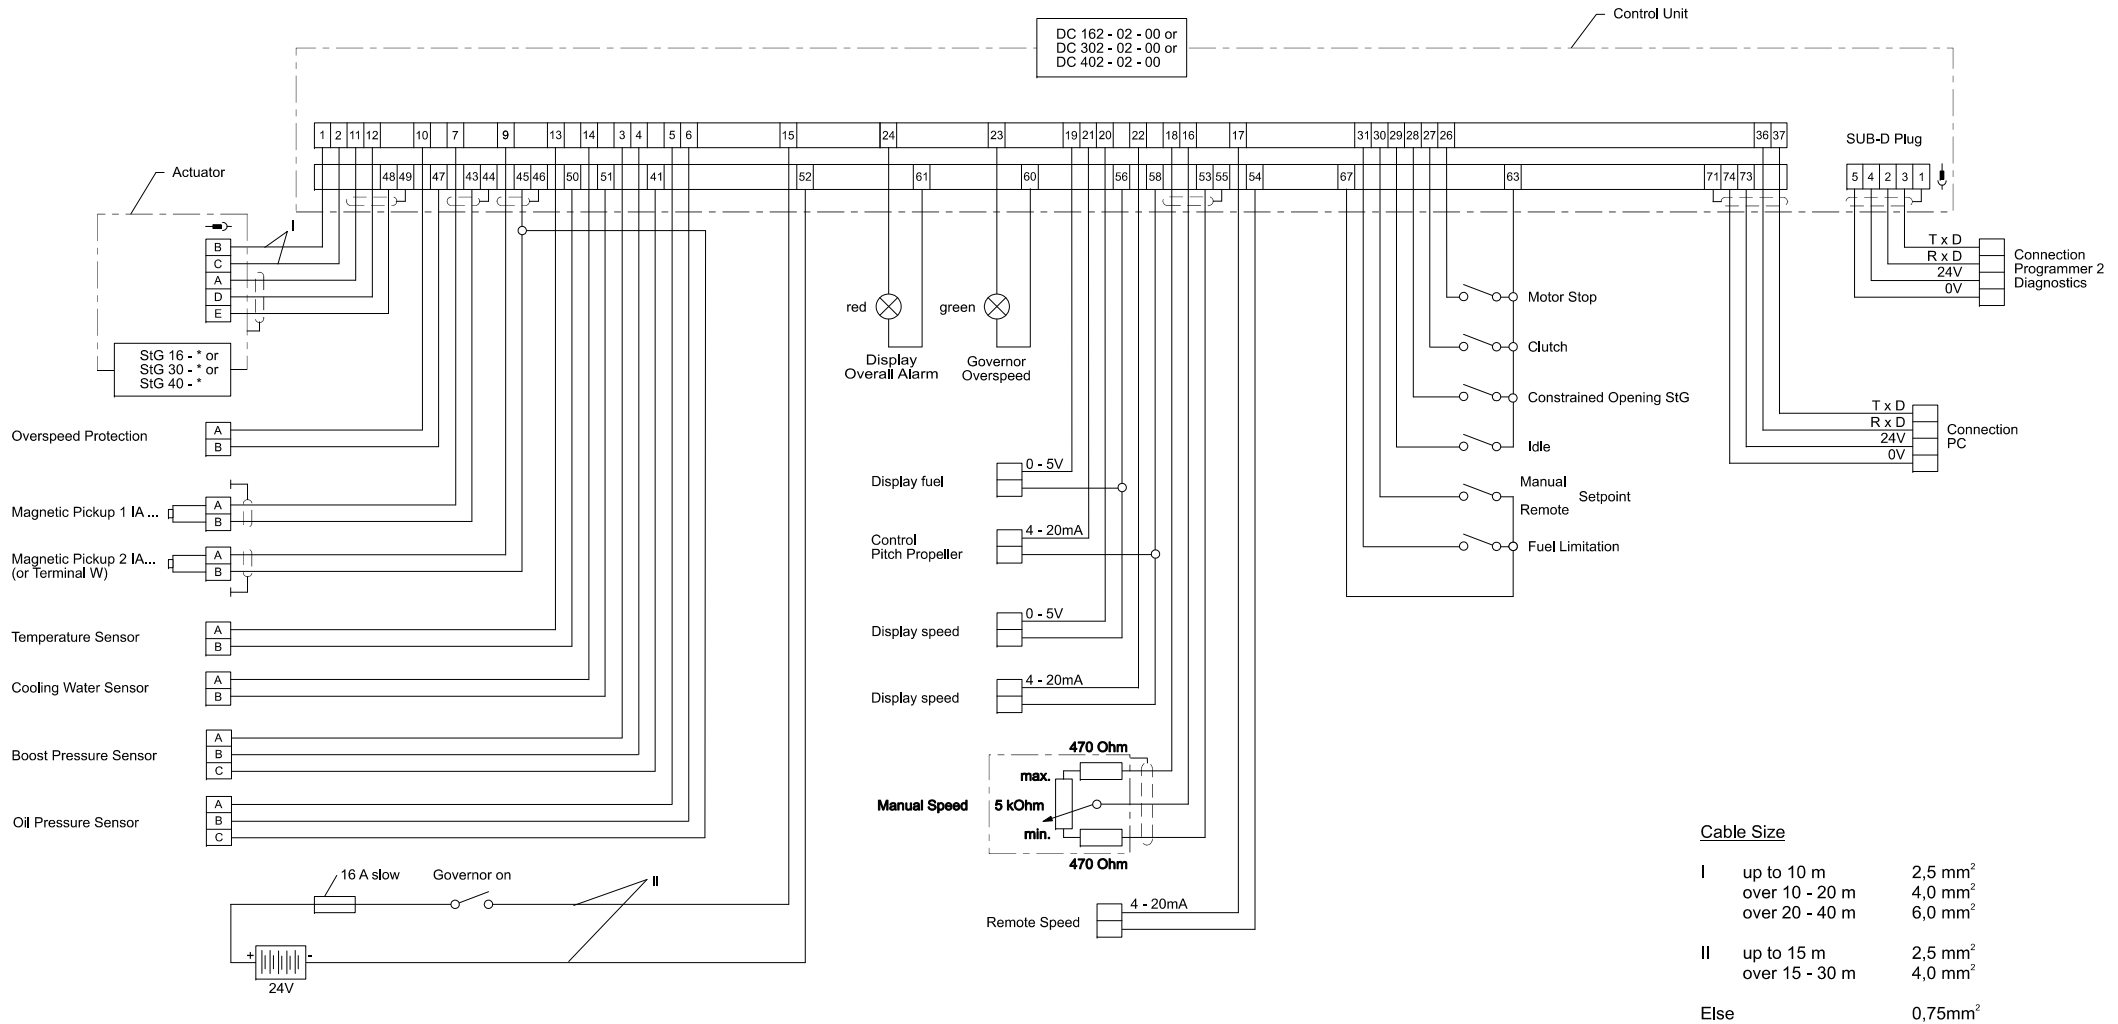 Control Unit
DC 162 - 02 - 00 or
DC 302 - 02 - 00 or
DC 402 - 02 - 00
1 2 11 12 10 7 9 13 14 3 4 5 6 15 24 23 19 21 20 22 18 16 17 31 30 29 28 27 26 36 37
48 49 47 43 44 45 46 50 51 41 52 61 60 56 58 53 55 54 67 63 71 74 73
SUB-D Plug
5 4 2 3 1
Actuator
B
C
A
D
E
I
StG 16 - * or
StG 30 - * or
StG 40 - *
Overspeed Protection
A
B
Magnetic Pickup 1 IA ...
A
B
Magnetic Pickup 2 IA...
(or Terminal W)
A
B
Temperature Sensor
A
B
Cooling Water Sensor
A
B
Boost Pressure Sensor
A
B
C
Oil Pressure Sensor
A
B
C
16 A slow
Governor on
II
+ -
24V
red
Display
Overall Alarm
green
Governor
Overspeed
Display fuel
0 - 5V
Control
Pitch Propeller
4 - 20mA
Display speed
0 - 5V
Display speed
4 - 20mA
470 Ohm
max.
Manual Speed
5 kOhm
min.
470 Ohm
Remote Speed
4 - 20mA
Motor Stop
Clutch
Constrained Opening StG
Idle
Manual
Setpoint
Remote
Fuel Limitation
T x D
R x D
24V
0V
Connection
Programmer 2
Diagnostics
T x D
R x D
24V
0V
Connection
PC
Cable Size
I up to 10 m 2,5 mm²
over 10 - 20 m 4,0 mm²
over 20 - 40 m 6,0 mm²
II up to 15 m 2,5 mm²
over 15 - 30 m 4,0 mm²
Else 0,75mm²